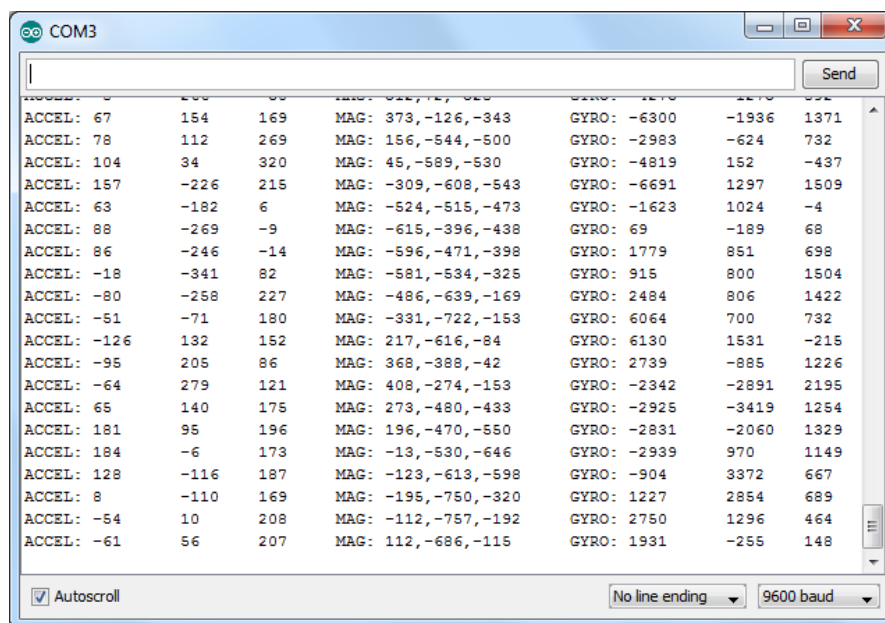 COM3
Send
ACCEL: 67 154 169 MAG: 373,-126,-343 GYRO: -6300 -1936 1371
ACCEL: 78 112 269 MAG: 156,-544,-500 GYRO: -2983 -624 732
ACCEL: 104 34 320 MAG: 45,-589,-530 GYRO: -4819 152 -437
ACCEL: 157 -226 215 MAG: -309,-608,-543 GYRO: -6691 1297 1509
ACCEL: 63 -182 6 MAG: -524,-515,-473 GYRO: -1623 1024 -4
ACCEL: 88 -269 -9 MAG: -615,-396,-438 GYRO: 69 -189 68
ACCEL: 86 -246 -14 MAG: -596,-471,-398 GYRO: 1779 851 698
ACCEL: -18 -341 82 MAG: -581,-534,-325 GYRO: 915 800 1504
ACCEL: -80 -258 227 MAG: -486,-639,-169 GYRO: 2484 806 1422
ACCEL: -51 -71 180 MAG: -331,-722,-153 GYRO: 6064 700 732
ACCEL: -126 132 152 MAG: 217,-616,-84 GYRO: 6130 1531 -215
ACCEL: -95 205 86 MAG: 368,-388,-42 GYRO: 2739 -885 1226
ACCEL: -64 279 121 MAG: 408,-274,-153 GYRO: -2342 -2891 2195
ACCEL: 65 140 175 MAG: 273,-480,-433 GYRO: -2925 -3419 1254
ACCEL: 181 95 196 MAG: 196,-470,-550 GYRO: -2831 -2060 1329
ACCEL: 184 -6 173 MAG: -13,-530,-646 GYRO: -2939 970 1149
ACCEL: 128 -116 187 MAG: -123,-613,-598 GYRO: -904 3372 667
ACCEL: 8 -110 169 MAG: -195,-750,-320 GYRO: 1227 2854 689
ACCEL: -54 10 208 MAG: -112,-757,-192 GYRO: 2750 1296 464
ACCEL: -61 56 207 MAG: 112,-686,-115 GYRO: 1931 -255 148
Autoscroll No line ending 9600 baud